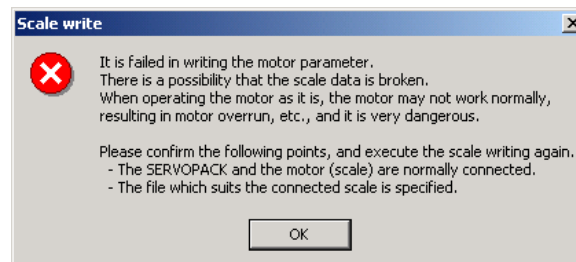 Scale write
It is failed in writing the motor parameter.
There is a possibility that the scale data is broken.
When operating the motor as it is, the motor may not work normally,
resulting in motor overrun, etc., and it is very dangerous.
Please confirm the following points, and execute the scale writing again.
- The SERVOPACK and the motor (scale) are normally connected.
- The file which suits the connected scale is specified.
OK